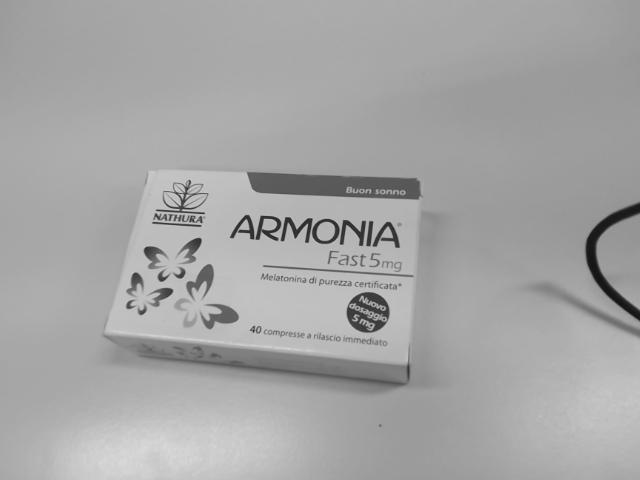 Buon sonno
NATHURA®
ARMONIA®
Fast 5mg
Melatonina di purezza certificata*
Nuovo
dosaggio
5 mg
40 compresse a rilascio immediato